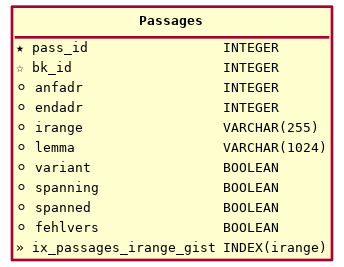 Passages
★ pass_id INTEGER
☆ bk_id INTEGER
○ anfadr INTEGER
○ endadr INTEGER
○ irange VARCHAR(255)
○ lemma VARCHAR(1024)
○ variant BOOLEAN
○ spanning BOOLEAN
○ spanned BOOLEAN
○ fehlvers BOOLEAN
» ix_passages_irange_gist INDEX(irange)